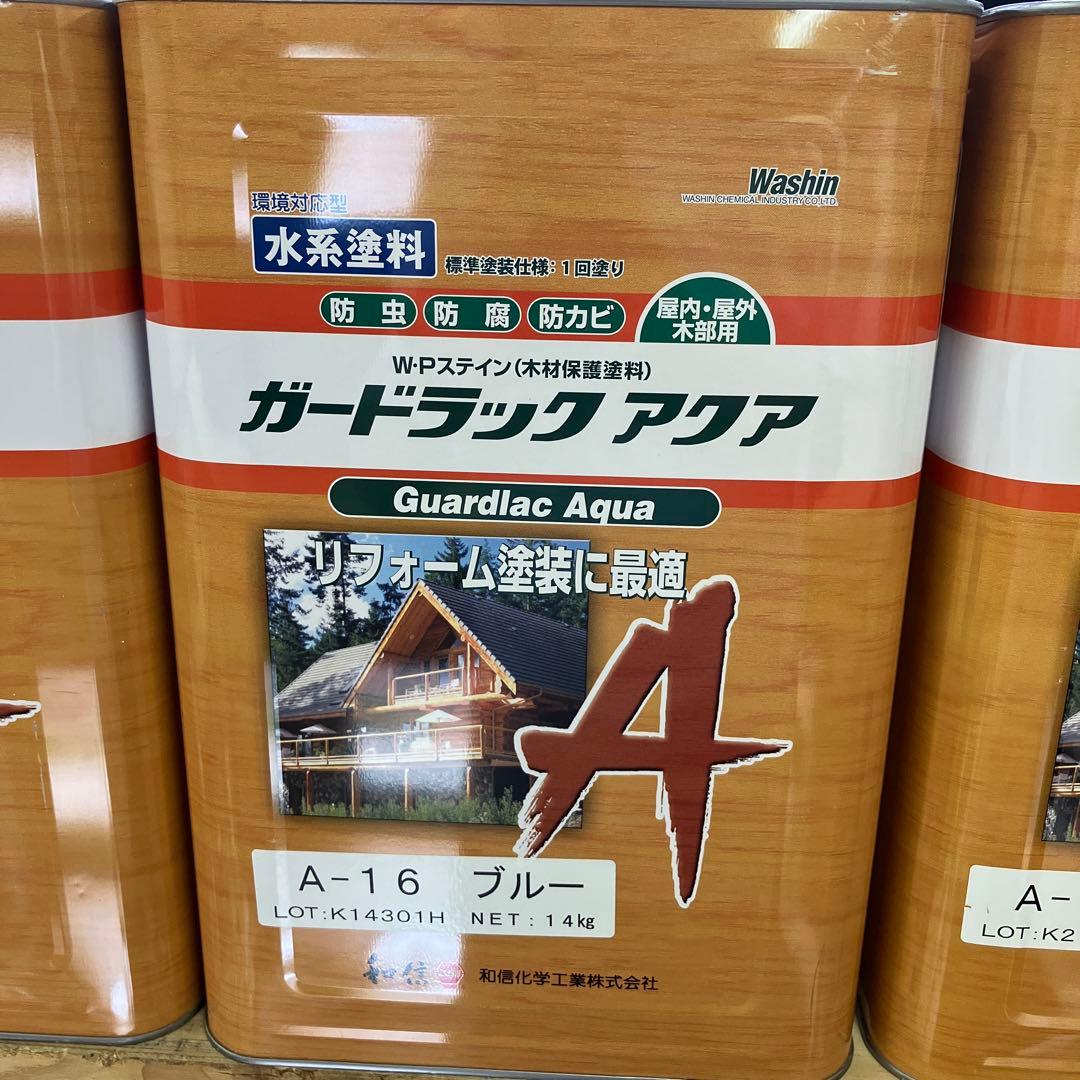 Washin
WASHIN CHEMICAL INDUSTRY CO.,LTD.
環境対応型
水系塗料
標準塗装仕様:1回塗り
防虫
防腐
防カビ
屋内・屋外
木部用
W・Pステイン(木材保護塗料)
ガードラック アクア
Guardlac Aqua
リフォーム塗装に最適
A
A-16 ブルー
LOT:K14301H NET:14kg
和信
和信化学工業株式会社
A-
LOT:K2